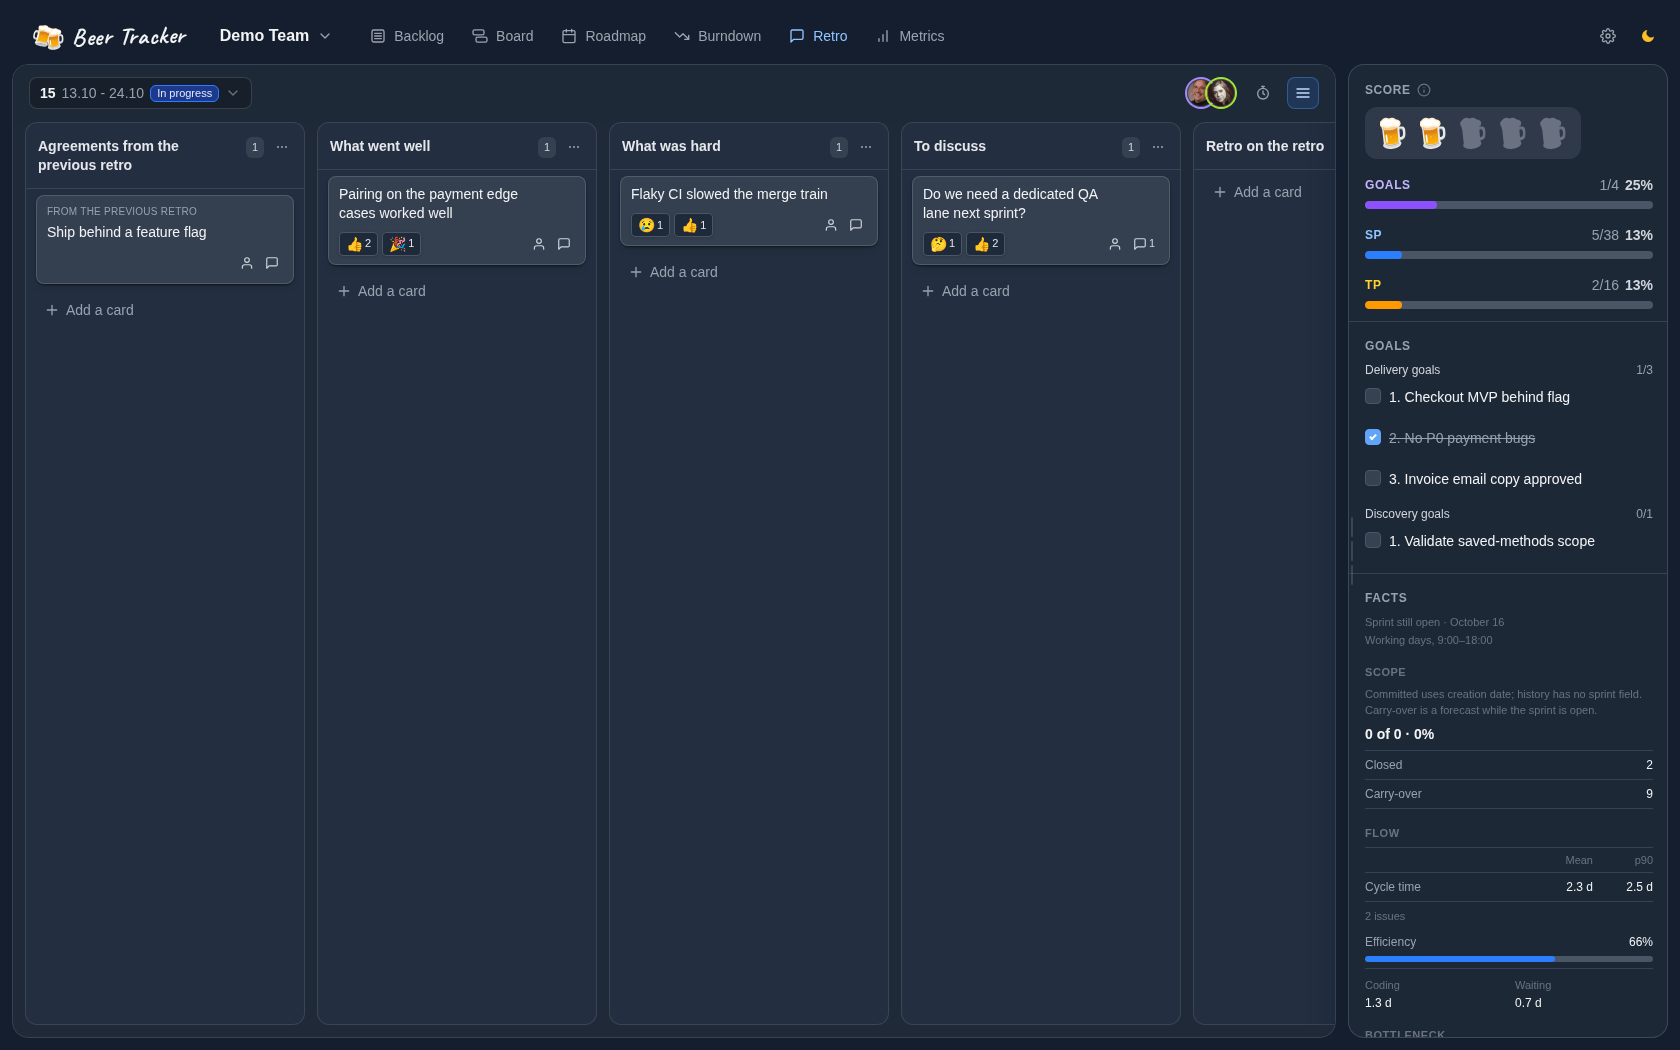 Beer Tracker
Demo Team
Backlog
Board
Roadmap
Burndown
Retro
Metrics
15 13.10 - 24.10 In progress
Agreements from the
previous retro
1
FROM THE PREVIOUS RETRO
Ship behind a feature flag
Add a card
What went well
1
Pairing on the payment edge
cases worked well
👍 2 🎉 1
Add a card
What was hard
1
Flaky CI slowed the merge train
😢 1 👍 1
Add a card
To discuss
1
Do we need a dedicated QA
lane next sprint?
🤔 1 👍 2
1
Add a card
Retro on the retro
Add a card
SCORE
GOALS 1/4 25%
SP 5/38 13%
TP 2/16 13%
GOALS
Delivery goals 1/3
1. Checkout MVP behind flag
2. No P0 payment bugs
3. Invoice email copy approved
Discovery goals 0/1
1. Validate saved-methods scope
FACTS
Sprint still open · October 16
Working days, 9:00–18:00
SCOPE
Committed uses creation date; history has no sprint field.
Carry-over is a forecast while the sprint is open.
0 of 0 · 0%
Closed 2
Carry-over 9
FLOW
Mean p90
Cycle time 2.3 d 2.5 d
2 issues
Efficiency 66%
Coding Waiting
1.3 d 0.7 d
BOTTLENECK